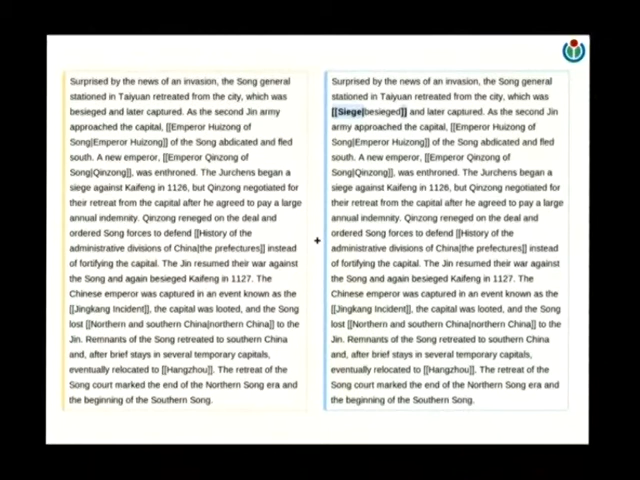 Surprised by the news of an invasion, the Song general
stationed in Taiyuan retreated from the city, which was
besieged and later captured. As the second Jin army
approached the capital, [[Emperor Huizong of
Song|Emperor Huizong]] of the Song abdicated and fled
south. A new emperor, [[Emperor Qinzong of
Song|Qinzong]], was enthroned. The Jurchens began a
siege against Kaifeng in 1126, but Qinzong negotiated for
their retreat from the capital after he agreed to pay a large
annual indemnity. Qinzong reneged on the deal and
ordered Song forces to defend [[History of the
administrative divisions of China|the prefectures]] instead
of fortifying the capital. The Jin resumed their war against
the Song and again besieged Kaifeng in 1127. The
Chinese emperor was captured in an event known as the
[[Jingkang Incident]], the capital was looted, and the Song
lost [[Northern and southern China|northern China]] to the
Jin. Remnants of the Song retreated to southern China
and, after brief stays in several temporary capitals,
eventually relocated to [[Hangzhou]]. The retreat of the
Song court marked the end of the Northern Song era and
the beginning of the Southern Song.
+
Surprised by the news of an invasion, the Song general
stationed in Taiyuan retreated from the city, which was
[[Siege|besieged]] and later captured. As the second Jin
army approached the capital, [[Emperor Huizong of
Song|Emperor Huizong]] of the Song abdicated and fled
south. A new emperor, [[Emperor Qinzong of
Song|Qinzong]], was enthroned. The Jurchens began a
siege against Kaifeng in 1126, but Qinzong negotiated for
their retreat from the capital after he agreed to pay a large
annual indemnity. Qinzong reneged on the deal and
ordered Song forces to defend [[History of the
administrative divisions of China|the prefectures]] instead
of fortifying the capital. The Jin resumed their war against
the Song and again besieged Kaifeng in 1127. The
Chinese emperor was captured in an event known as the
[[Jingkang Incident]], the capital was looted, and the Song
lost [[Northern and southern China|northern China]] to the
Jin. Remnants of the Song retreated to southern China
and, after brief stays in several temporary capitals,
eventually relocated to [[Hangzhou]]. The retreat of the
Song court marked the end of the Northern Song era and
the beginning of the Southern Song.